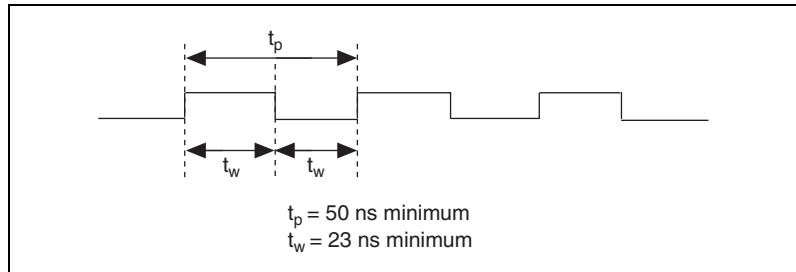 tp
tw tw
tp = 50 ns minimum
tw = 23 ns minimum